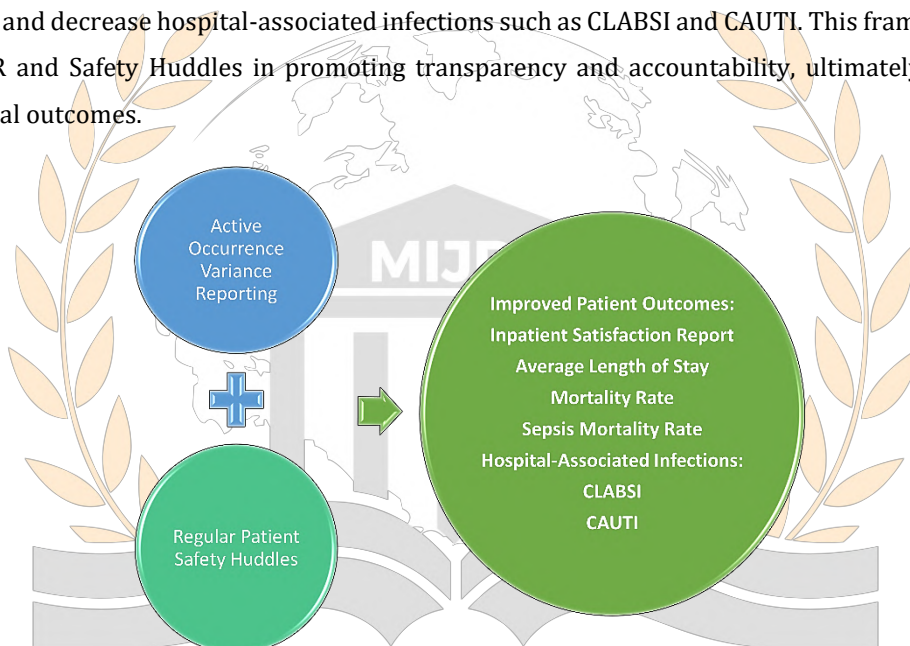 and decrease hospital-associated infections such as CLABSI and CAUTI. This fram
R and Safety Huddles in promoting transparency and accountability, ultimately
al outcomes.
Active
Occurrence
Variance
Reporting
MIJ
Improved Patient Outcomes:
Inpatient Satisfaction Report
Average Length of Stay
Mortality Rate
Sepsis Mortality Rate
Hospital-Associated Infections:
CLABSI
CAUTI
Regular Patient
Safety Huddles